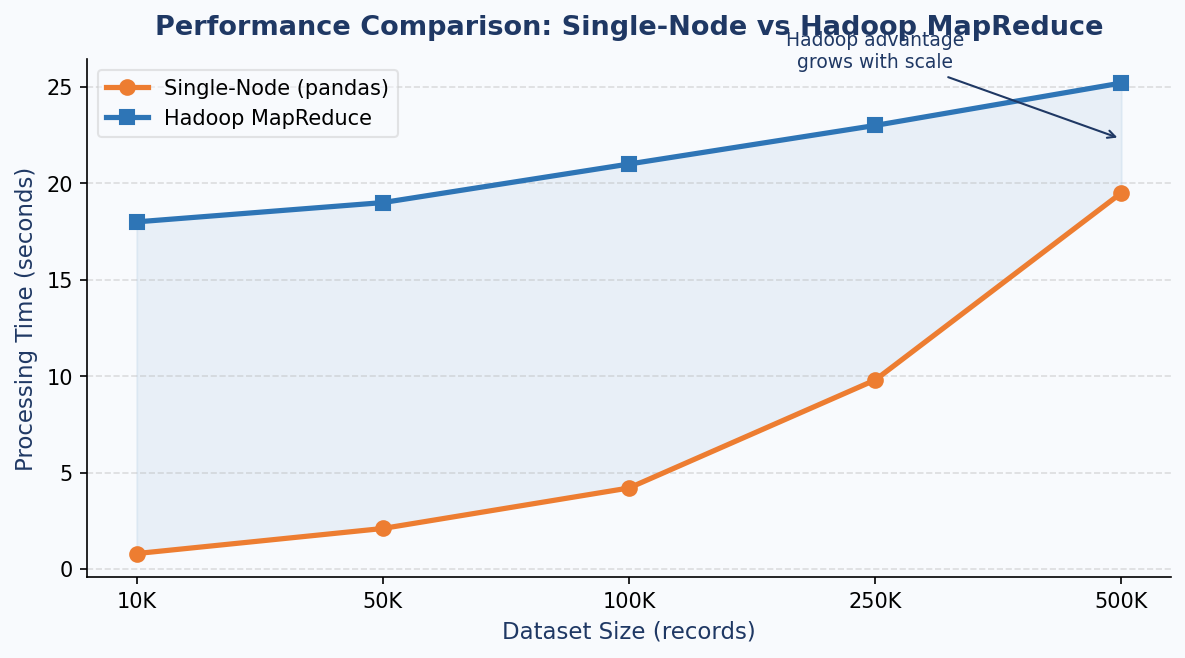 Performance Comparison: Single-Node vs Hadoop MapReduce
Hadoop advantage
grows with scale
Single-Node (pandas)
Hadoop MapReduce
Processing Time (seconds)
25
20
15
10
5
0
10K 50K 100K 250K 500K
Dataset Size (records)